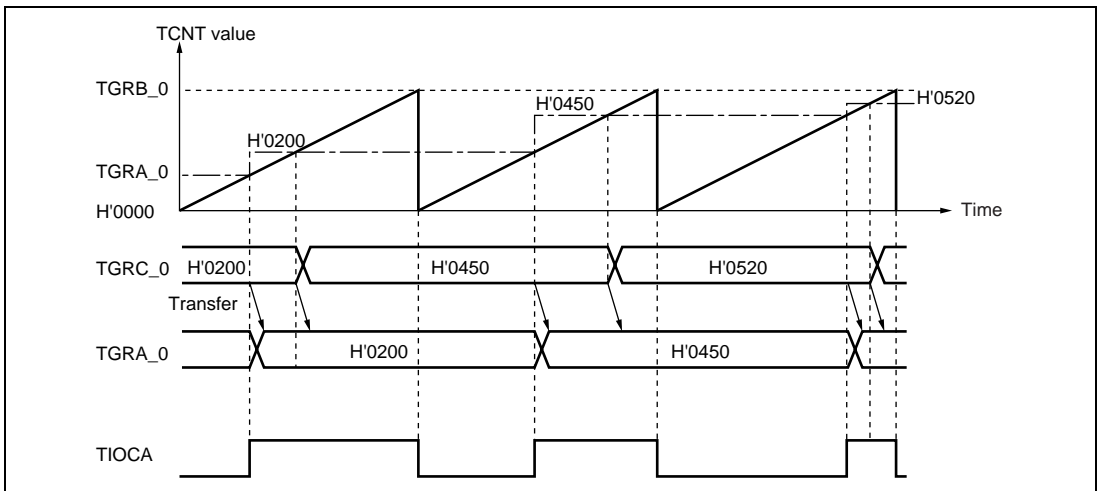 TCNT value
TGRB_0
H'0520
H'0450
H'0200
TGRA_0
H'0000
Time
TGRC_0 H'0200 H'0450 H'0520
Transfer
TGRA_0 H'0200 H'0450
TIOCA